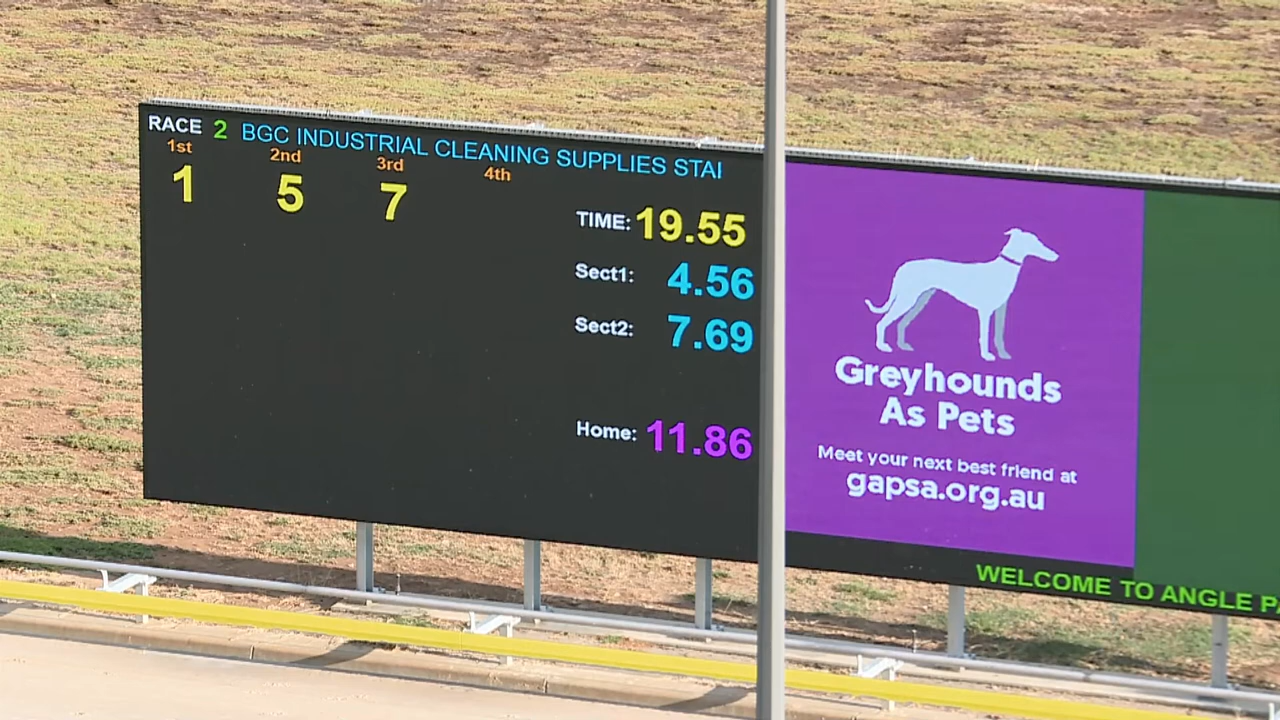 RACE 2 BGC INDUSTRIAL CLEANING SUPPLIES STAI
1st 2nd 3rd 4th
1 5 7
TIME: 19.55
Sect1: 4.56
Sect2: 7.69
Home: 11.86
Greyhounds
As Pets
Meet your next best friend at
gapsa.org.au
WELCOME TO ANGLE PA